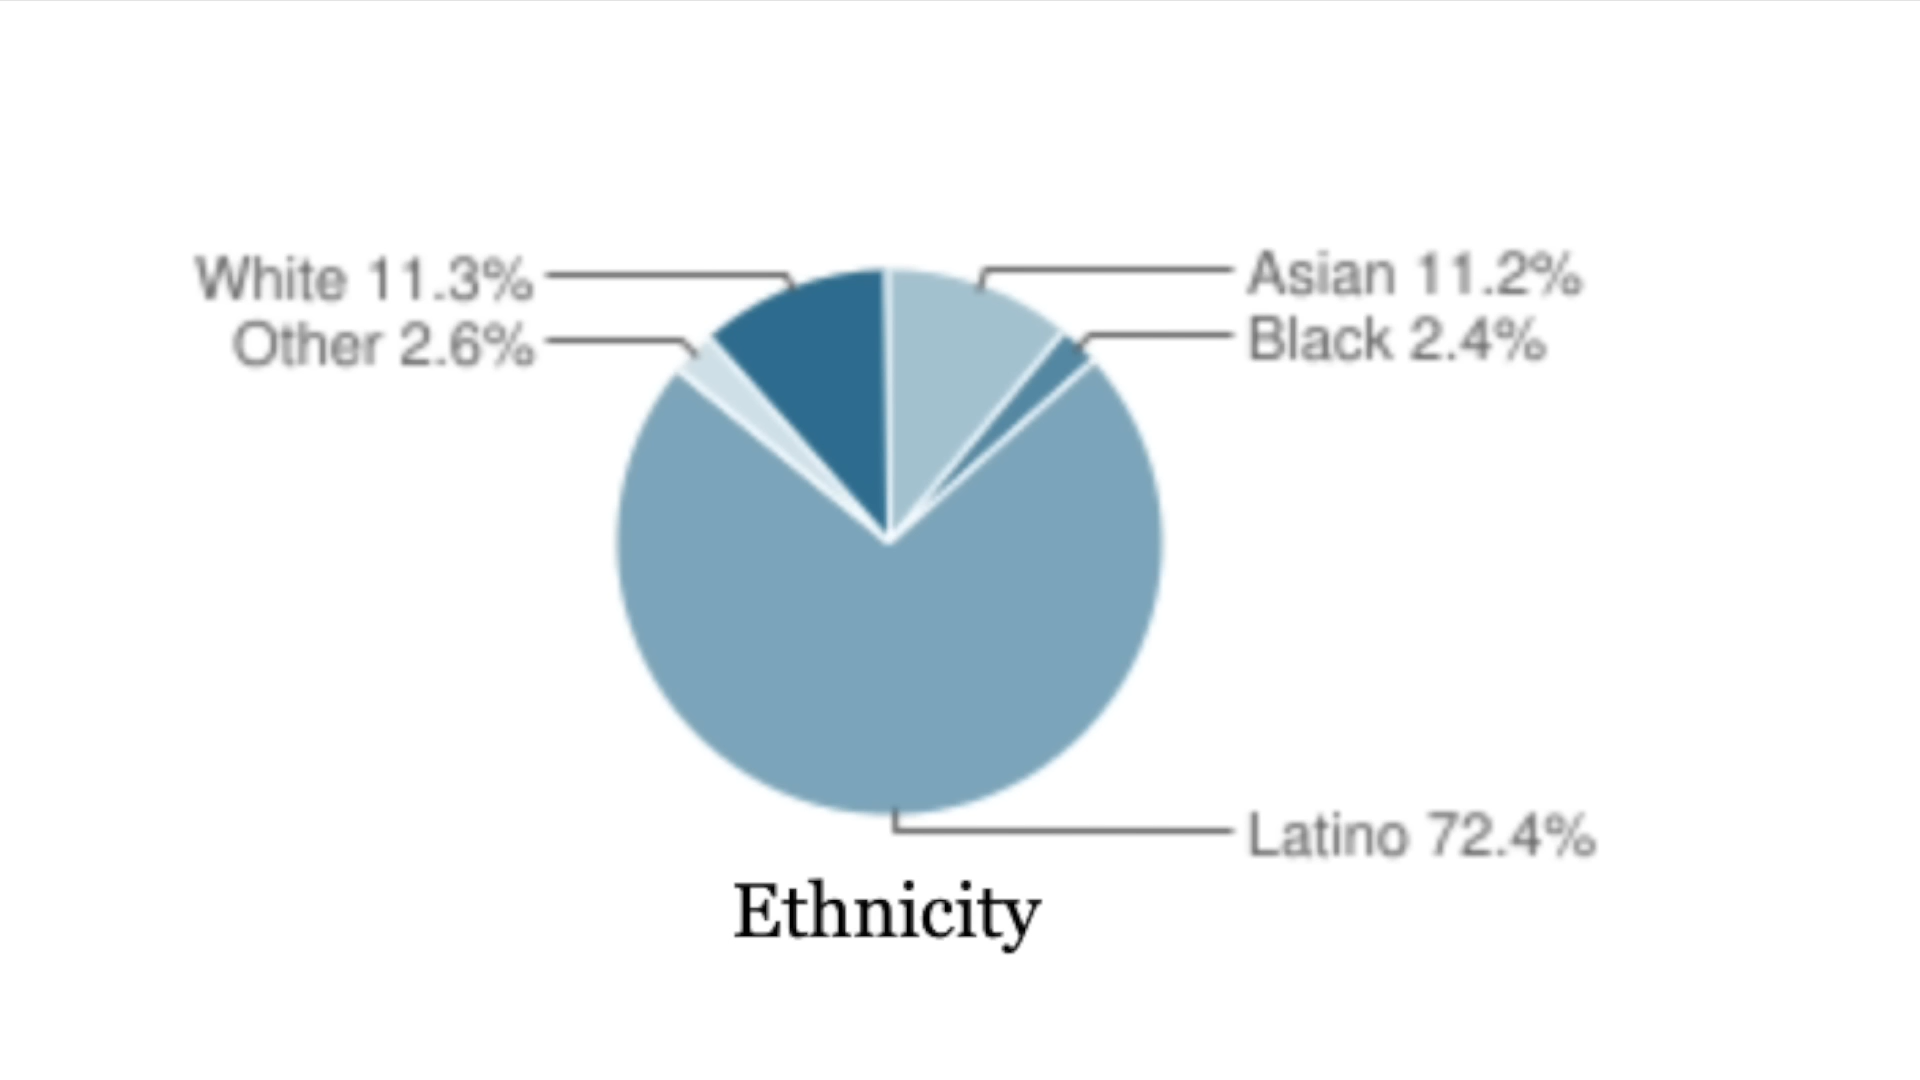 White 11.3%
Asian 11.2%
Other 2.6%
Black 2.4%
Latino 72.4%
Ethnicity